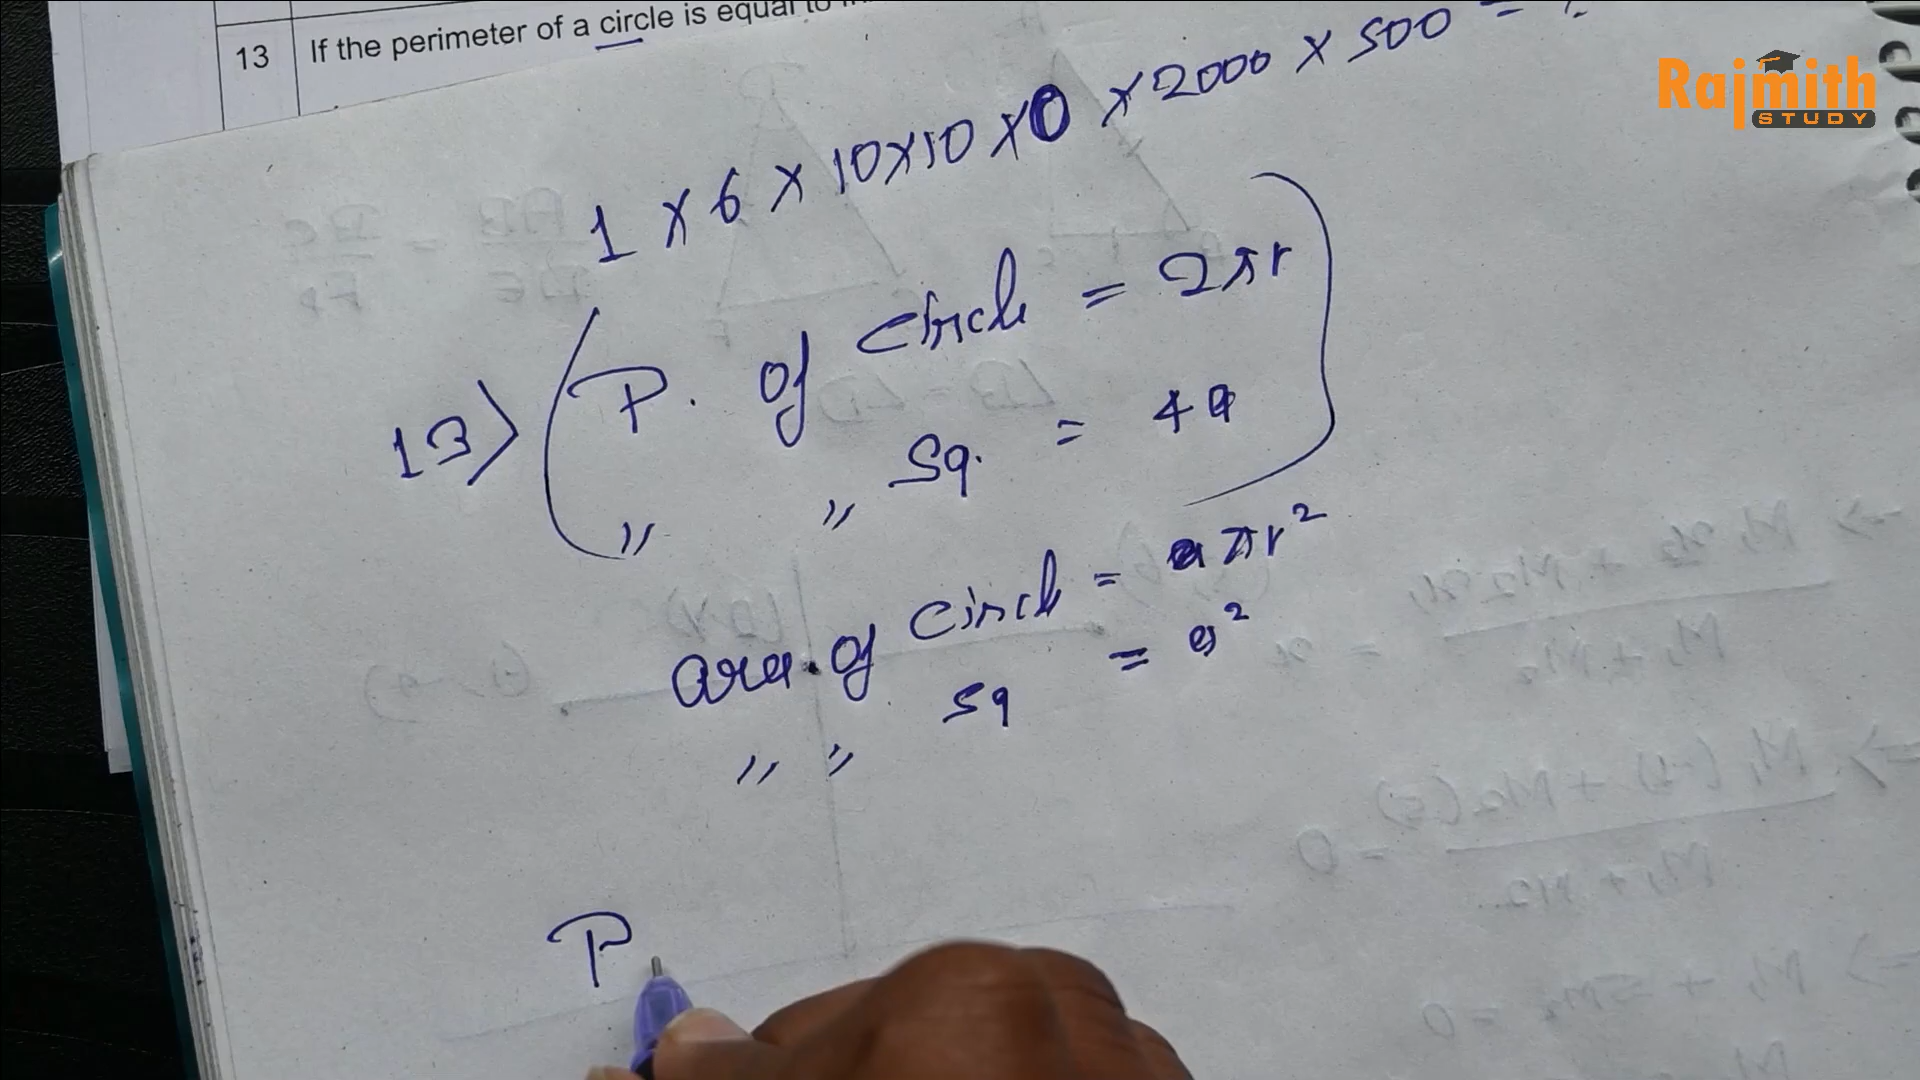 13 If the perimeter of a circle is equal to
Rajmith
STUDY
1 x 6 x 10 x 10 x 0 x 2000 x 500 = ?
13) P. of circle = 2πr
" " Sq. = 4a
area of circle = πr²
" " sq = a²
P